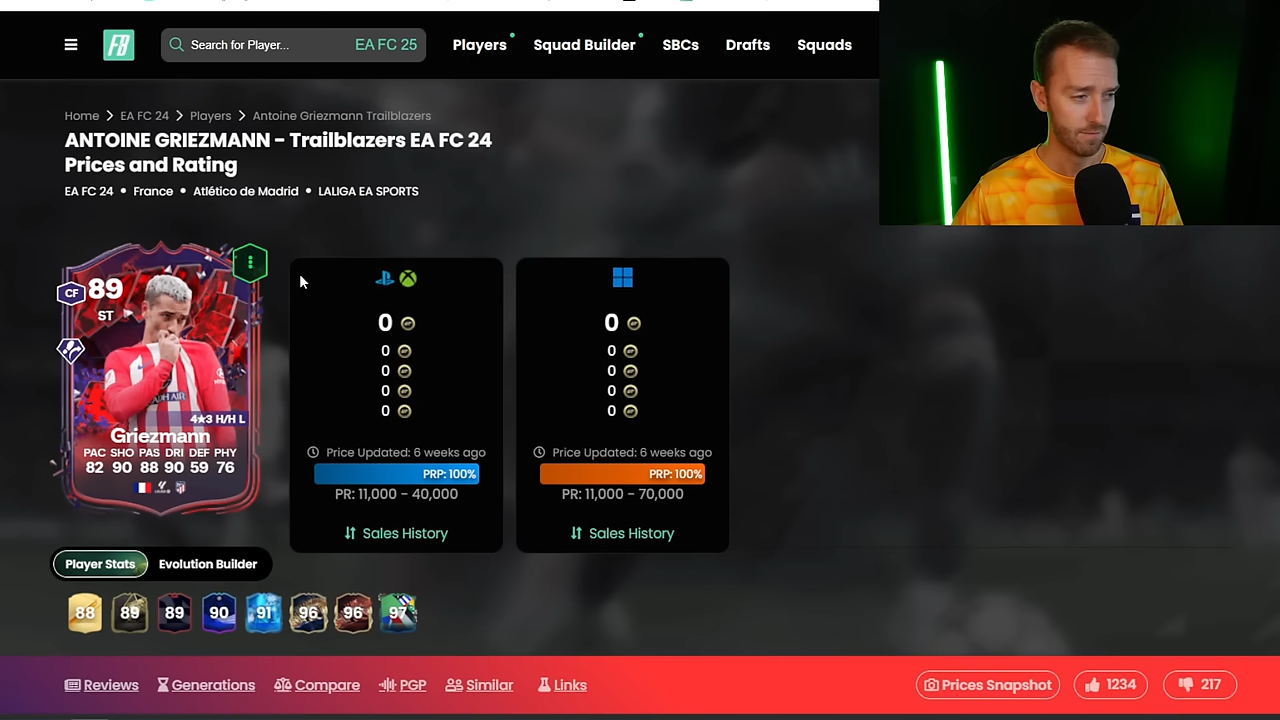 FB
Search for Player...
EA FC 25
Players
Squad Builder
SBCs
Drafts
Squads
Home > EA FC 24 > Players > Antoine Griezmann Trailblazers
ANTOINE GRIEZMANN - Trailblazers EA FC 24
Prices and Rating
EA FC 24 • France • Atlético de Madrid • LALIGA EA SPORTS
CF
89
ST
4★3 H/H L
Griezmann
PAC SHO PAS DRI DEF PHY
82 90 88 90 59 76
0
0
0
0
0
Price Updated: 6 weeks ago
PRP: 100%
PR: 11,000 - 40,000
Sales History
0
0
0
0
0
Price Updated: 6 weeks ago
PRP: 100%
PR: 11,000 - 70,000
Sales History
Player Stats
Evolution Builder
88 89 89 90 91 96 96 97
Reviews
Generations
Compare
PGP
Similar
Links
Prices Snapshot
1234
217